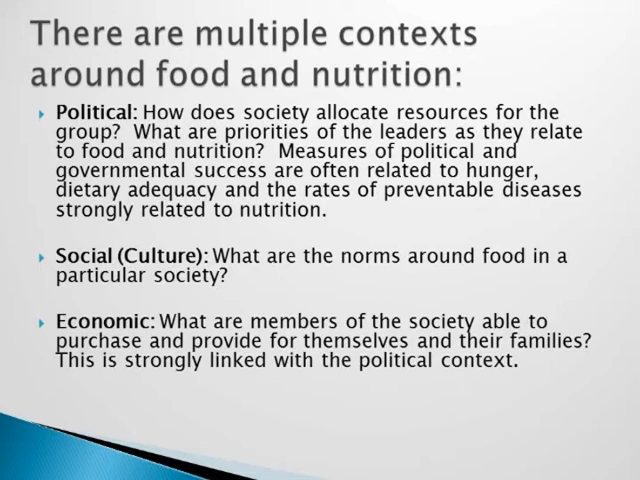 There are multiple contexts
around food and nutrition:
Political: How does society allocate resources for the
group?  What are priorities of the leaders as they relate
to food and nutrition?  Measures of political and
governmental success are often related to hunger,
dietary adequacy and the rates of preventable diseases
strongly related to nutrition.
Social (Culture): What are the norms around food in a
particular society?
Economic: What are members of the society able to
purchase and provide for themselves and their families?
This is strongly linked with the political context.